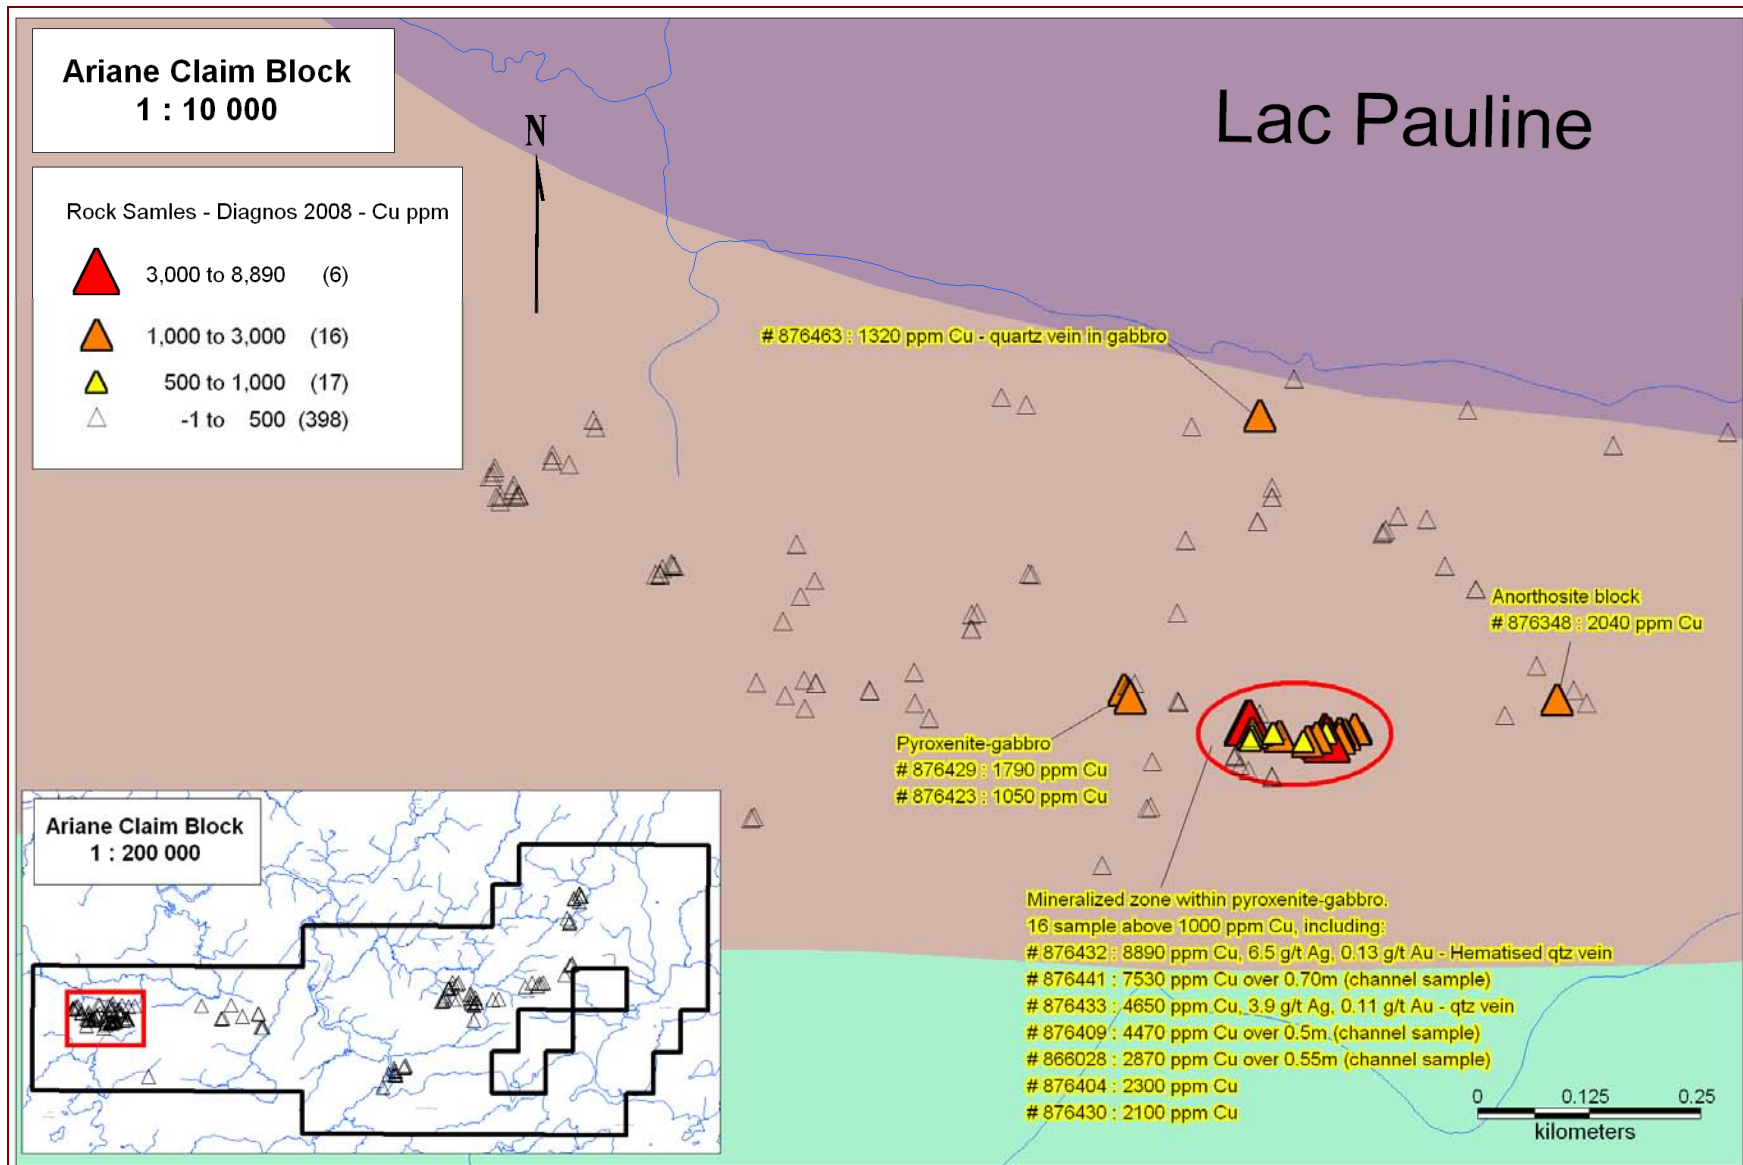 Ariane Claim Block
1 : 10 000
Lac Pauline
N
Rock Samles - Diagnos 2008 - Cu ppm
3,000 to 8,890 (6)
1,000 to 3,000 (16)
500 to 1,000 (17)
-1 to 500 (398)
# 876463 : 1320 ppm Cu - quartz vein in gabbro
Anorthosite block
# 876348 : 2040 ppm Cu
Pyroxenite-gabbro
# 876429 : 1790 ppm Cu
# 876423 : 1050 ppm Cu
Ariane Claim Block
1 : 200 000
Mineralized zone within pyroxenite-gabbro.
16 sample above 1000 ppm Cu, including:
# 876432 : 8890 ppm Cu, 6.5 g/t Ag, 0.13 g/t Au - Hematised qtz vein
# 876441 : 7530 ppm Cu over 0.70m (channel sample)
# 876433 : 4650 ppm Cu, 3.9 g/t Ag, 0.11 g/t Au - qtz vein
# 876409 : 4470 ppm Cu over 0.5m (channel sample)
# 866028 : 2870 ppm Cu over 0.55m (channel sample)
# 876404 : 2300 ppm Cu
# 876430 : 2100 ppm Cu
0 0.125 0.25
kilometers